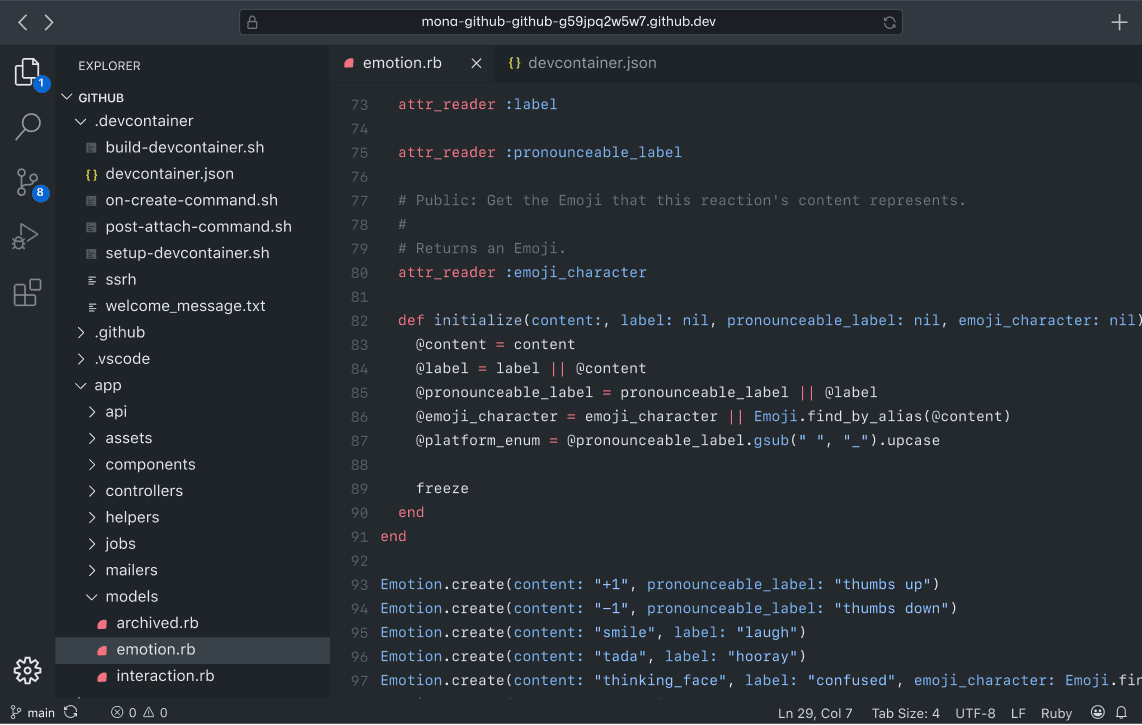 mona-github-github-g59jpq2w5w7.github.dev
EXPLORER
1
8
GITHUB
.devcontainer
build-devcontainer.sh
{} devcontainer.json
on-create-command.sh
post-attach-command.sh
setup-devcontainer.sh
ssrh
welcome_message.txt
.github
.vscode
app
api
assets
components
controllers
helpers
jobs
mailers
models
archived.rb
emotion.rb
interaction.rb
emotion.rb
{} devcontainer.json
73 attr_reader :label
74
75 attr_reader :pronounceable_label
76
77 # Public: Get the Emoji that this reaction's content represents.
78 #
79 # Returns an Emoji.
80 attr_reader :emoji_character
81
82 def initialize(content:, label: nil, pronounceable_label: nil, emoji_character: nil)
83 @content = content
84 @label = label || @content
85 @pronounceable_label = pronounceable_label || @label
86 @emoji_character = emoji_character || Emoji.find_by_alias(@content)
87 @platform_enum = @pronounceable_label.gsub(" ", "_").upcase
88
89 freeze
90 end
91 end
92
93 Emotion.create(content: "+1", pronounceable_label: "thumbs up")
94 Emotion.create(content: "−1", pronounceable_label: "thumbs down")
95 Emotion.create(content: "smile", label: "laugh")
96 Emotion.create(content: "tada", label: "hooray")
97 Emotion.create(content: "thinking_face", label: "confused", emoji_character: Emoji.fin
main 0 0 Ln 29, Col 7 Tab Size: 4 UTF-8 LF Ruby